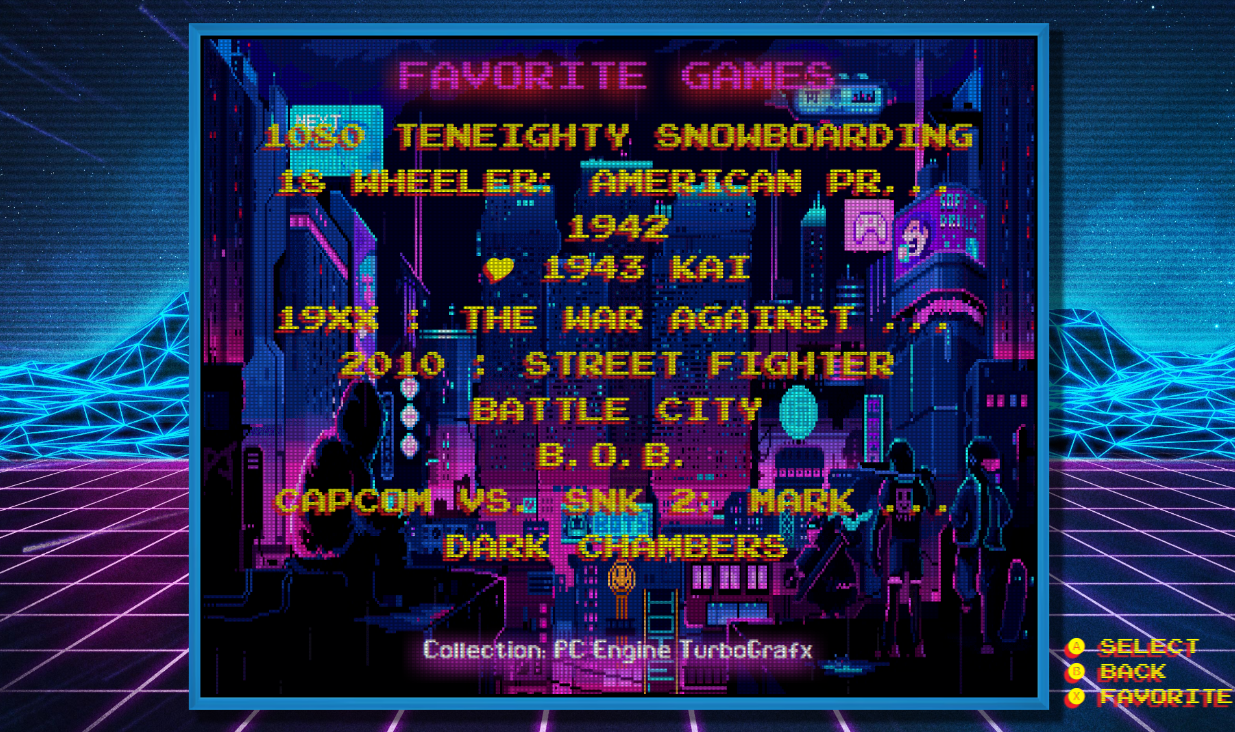 FAVORITE GAMES
NEXT
1080 TENEIGHTY SNOWBOARDING
18 WHEELER: AMERICAN PR...
1942
1943 KAI
19XX : THE WAR AGAINST ...
2010 : STREET FIGHTER
BATTLE CITY
B.O.B.
CAPCOM VS. SNK 2: MARK ...
DARK CHAMBERS
Collection: PC Engine TurboGrafx
A SELECT
B BACK
X FAVORITE